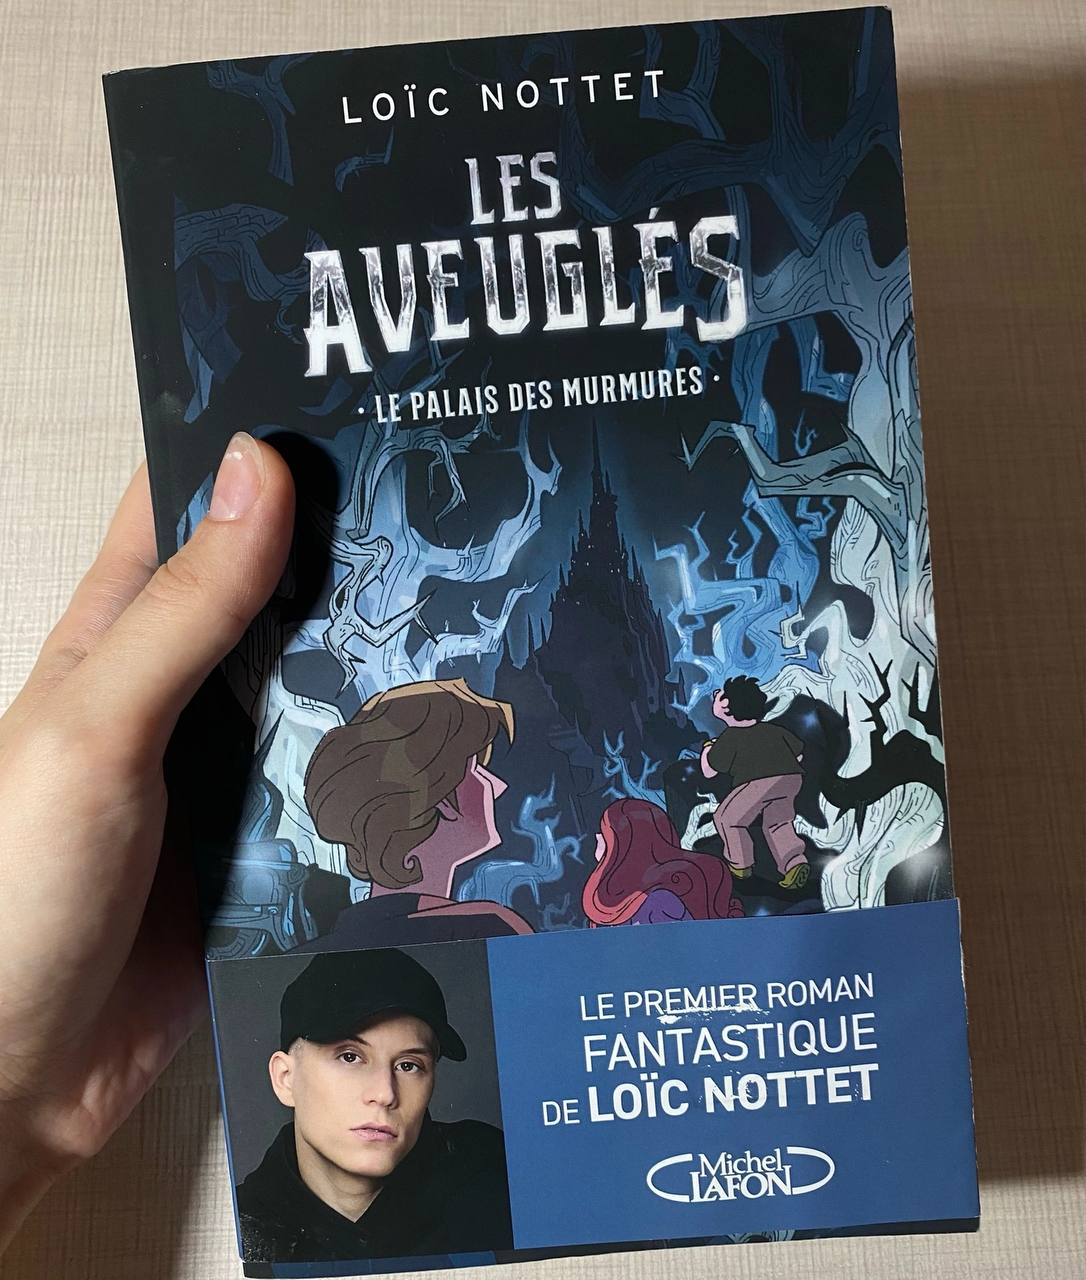 LOÏC NOTTET
LES
AVEUGLÉS
· LE PALAIS DES MURMURES ·
LE PREMIER ROMAN
FANTASTIQUE
DE LOÏC NOTTET
Michel
LAFON